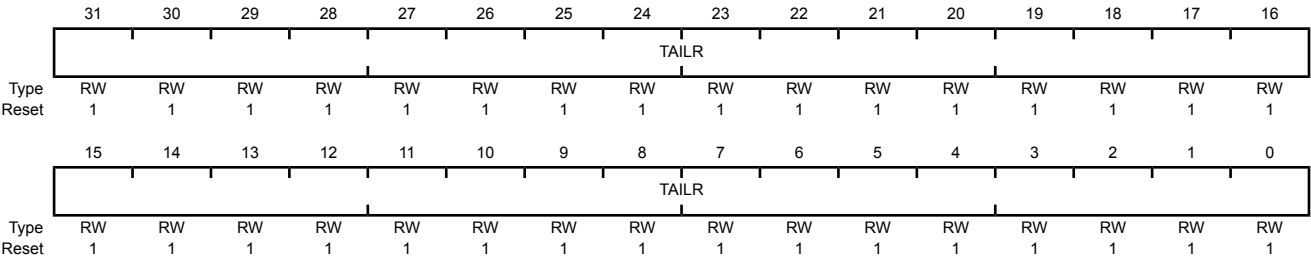 31 30 29 28 27 26 25 24 23 22 21 20 19 18 17 16
TAILR
Type RW RW RW RW RW RW RW RW RW RW RW RW RW RW RW RW
Reset 1 1 1 1 1 1 1 1 1 1 1 1 1 1 1 1
15 14 13 12 11 10 9 8 7 6 5 4 3 2 1 0
TAILR
Type RW RW RW RW RW RW RW RW RW RW RW RW RW RW RW RW
Reset 1 1 1 1 1 1 1 1 1 1 1 1 1 1 1 1